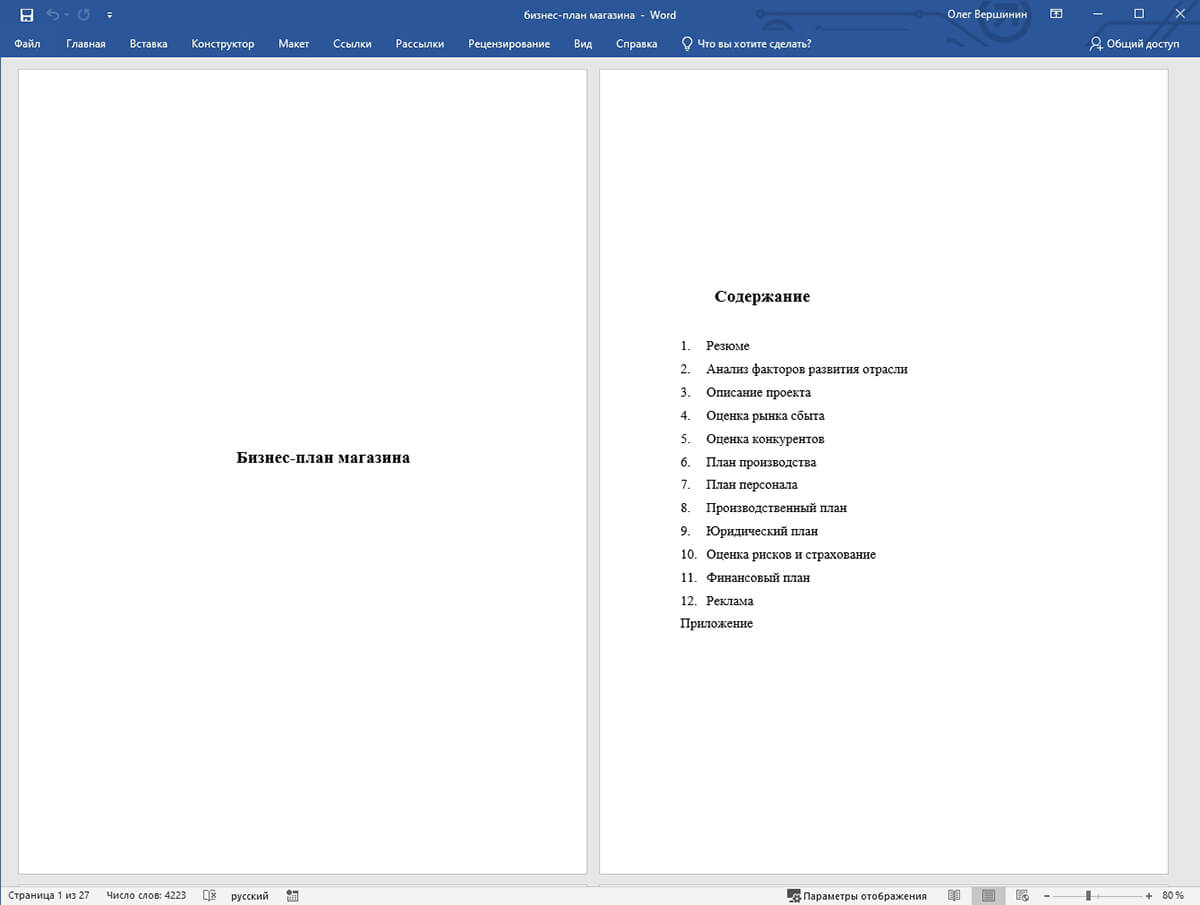 бизнес-план магазина - Word
Олег Вершинин
Файл Главная Вставка Конструктор Макет Ссылки Рассылки Рецензирование Вид Справка Что вы хотите сделать? Общий доступ
Бизнес-план магазина
Содержание
1. Резюме
2. Анализ факторов развития отрасли
3. Описание проекта
4. Оценка рынка сбыта
5. Оценка конкурентов
6. План производства
7. План персонала
8. Производственный план
9. Юридический план
10. Оценка рисков и страхование
11. Финансовый план
12. Реклама
Приложение
Страница 1 из 27 Число слов: 4223 русский Параметры отображения 80 %